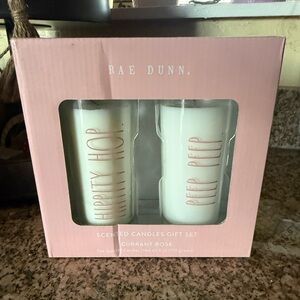 RAE DUNN.
HIPPITY HOP.
PEEP PEEP
SCENTED CANDLES GIFT SET
CURRANT ROSE